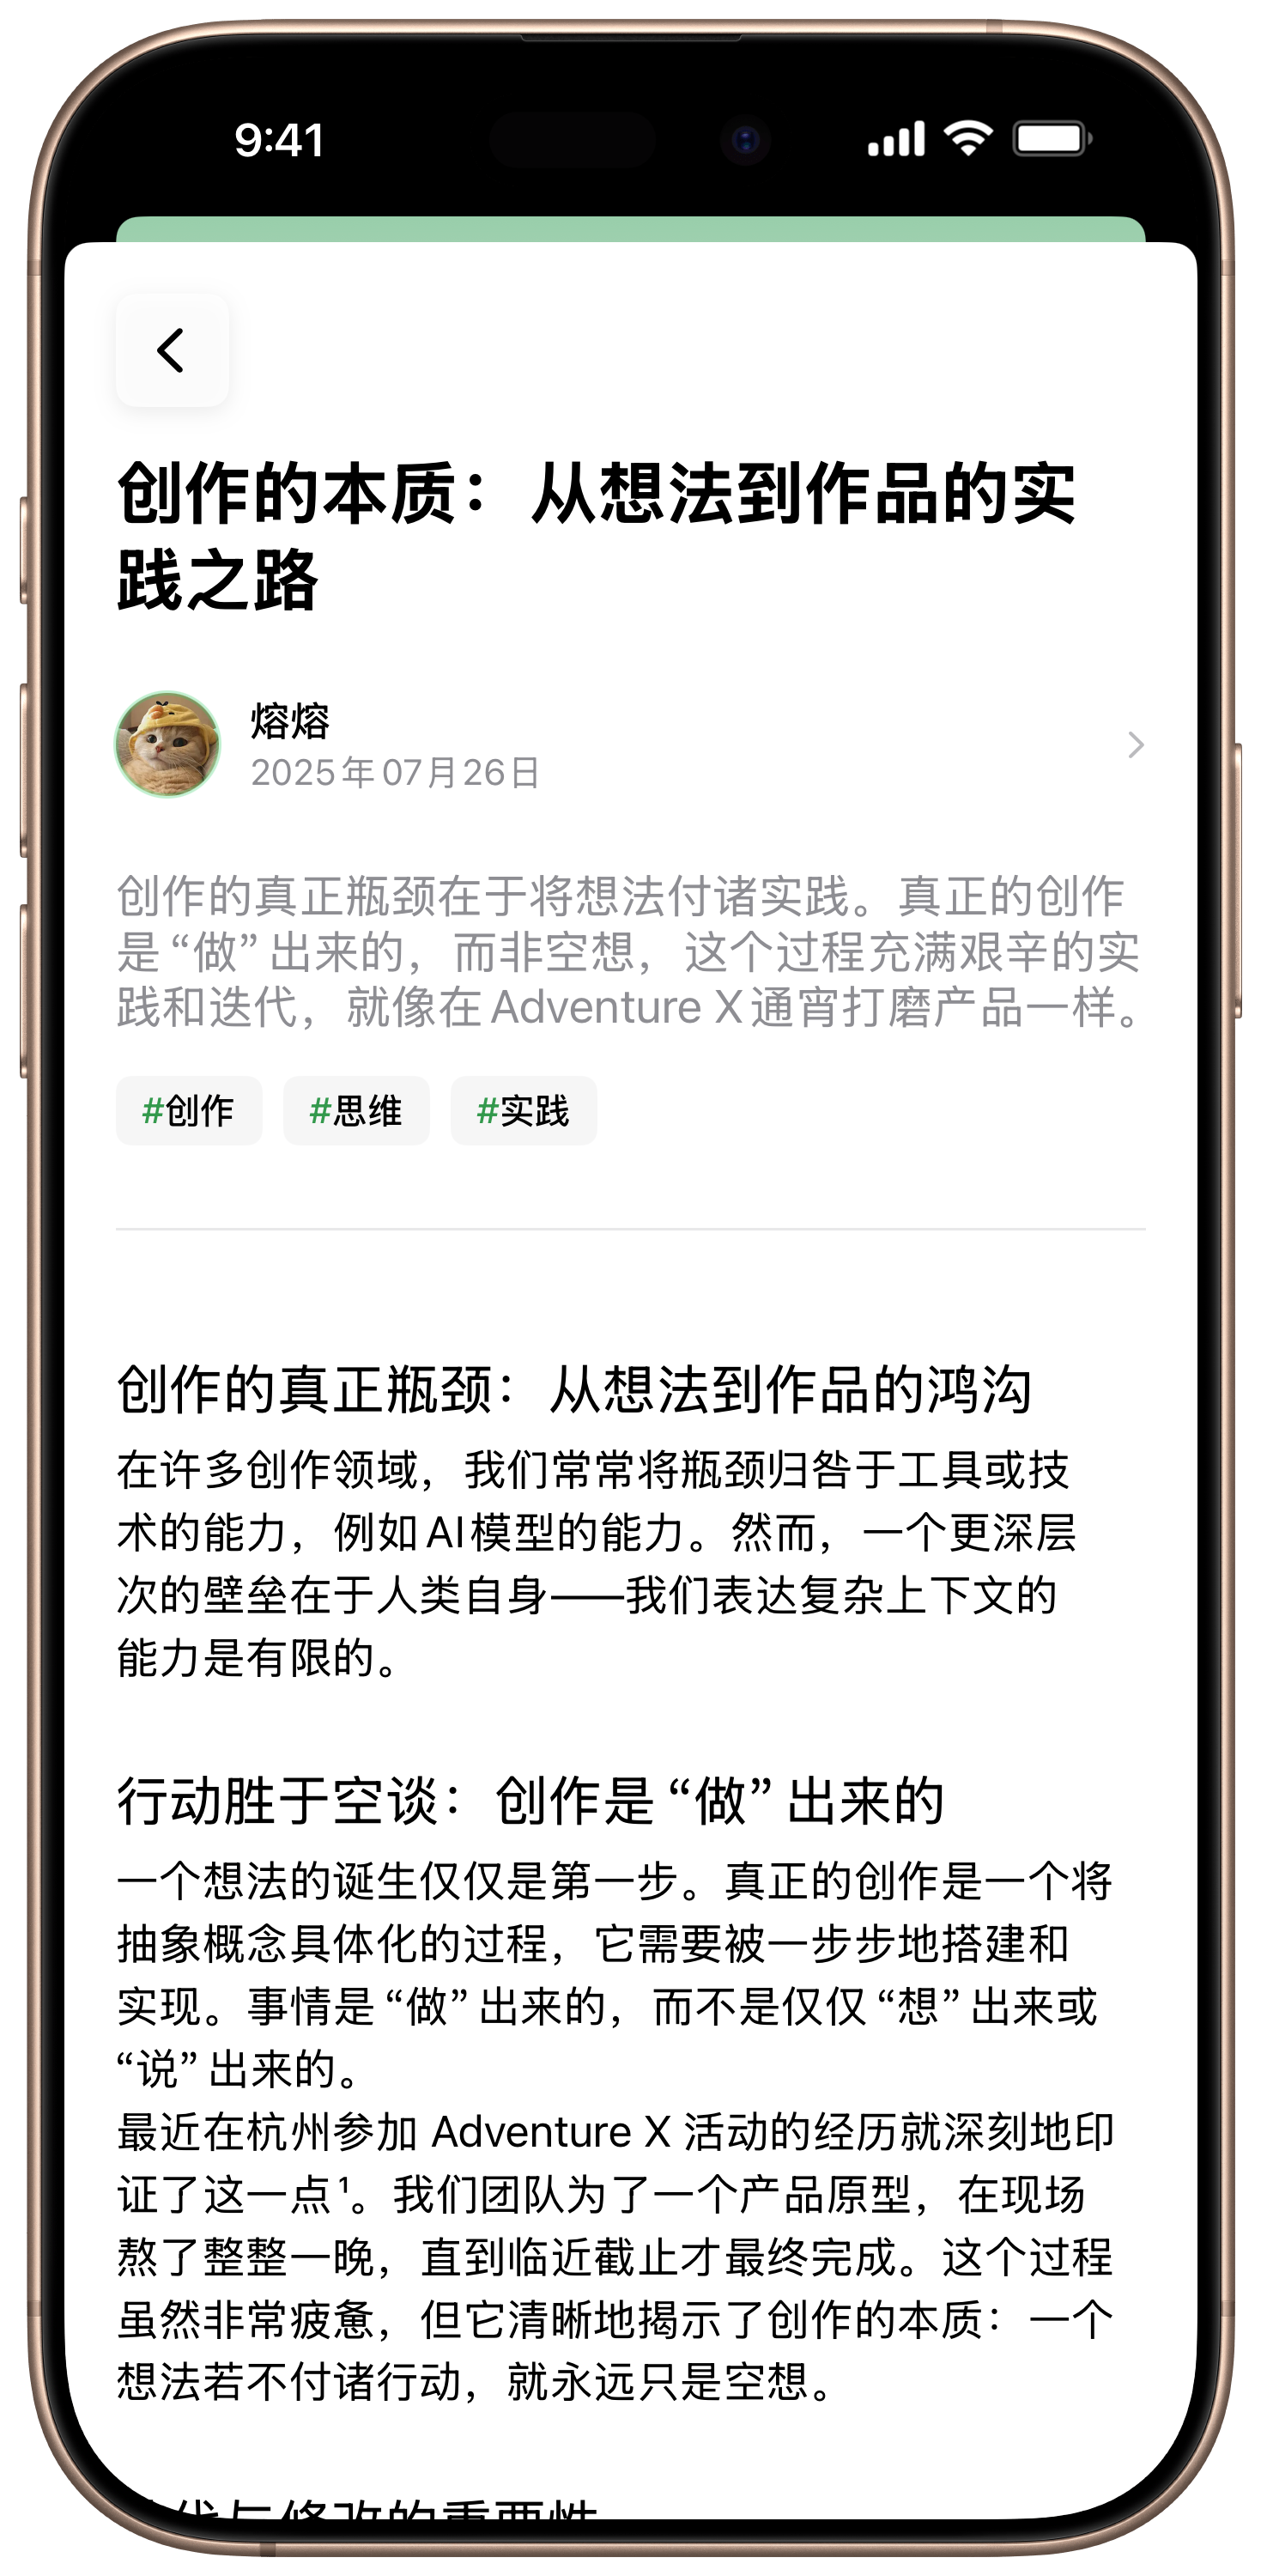 9:41
创作的本质：从想法到作品的实
践之路
熔熔
2025年07月26日
创作的真正瓶颈在于将想法付诸实践。真正的创作
是“做”出来的，而非空想，这个过程充满艰辛的实
践和迭代，就像在Adventure X通宵打磨产品一样。
#创作 #思维 #实践
创作的真正瓶颈：从想法到作品的鸿沟
在许多创作领域，我们常常将瓶颈归咎于工具或技
术的能力，例如AI模型的能力。然而，一个更深层
次的壁垒在于人类自身——我们表达复杂上下文的
能力是有限的。
行动胜于空谈：创作是“做”出来的
一个想法的诞生仅仅是第一步。真正的创作是一个将
抽象概念具体化的过程，它需要被一步步地搭建和
实现。事情是“做”出来的，而不是仅仅“想”出来或
“说”出来的。
最近在杭州参加 Adventure X 活动的经历就深刻地印
证了这一点¹。我们团队为了一个产品原型，在现场
熬了整整一晚，直到临近截止才最终完成。这个过程
虽然非常疲惫，但它清晰地揭示了创作的本质：一个
想法若不付诸行动，就永远只是空想。
代与修改的重要性